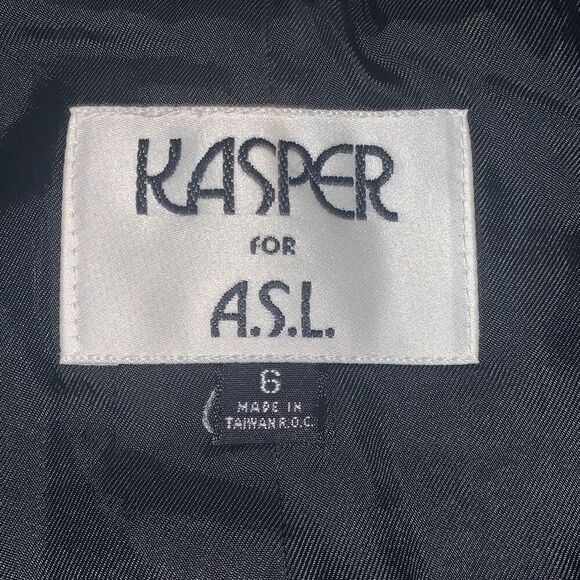 KASPER
FOR
A.S.L.
6
MADE IN
TAIWAN R.O.C.